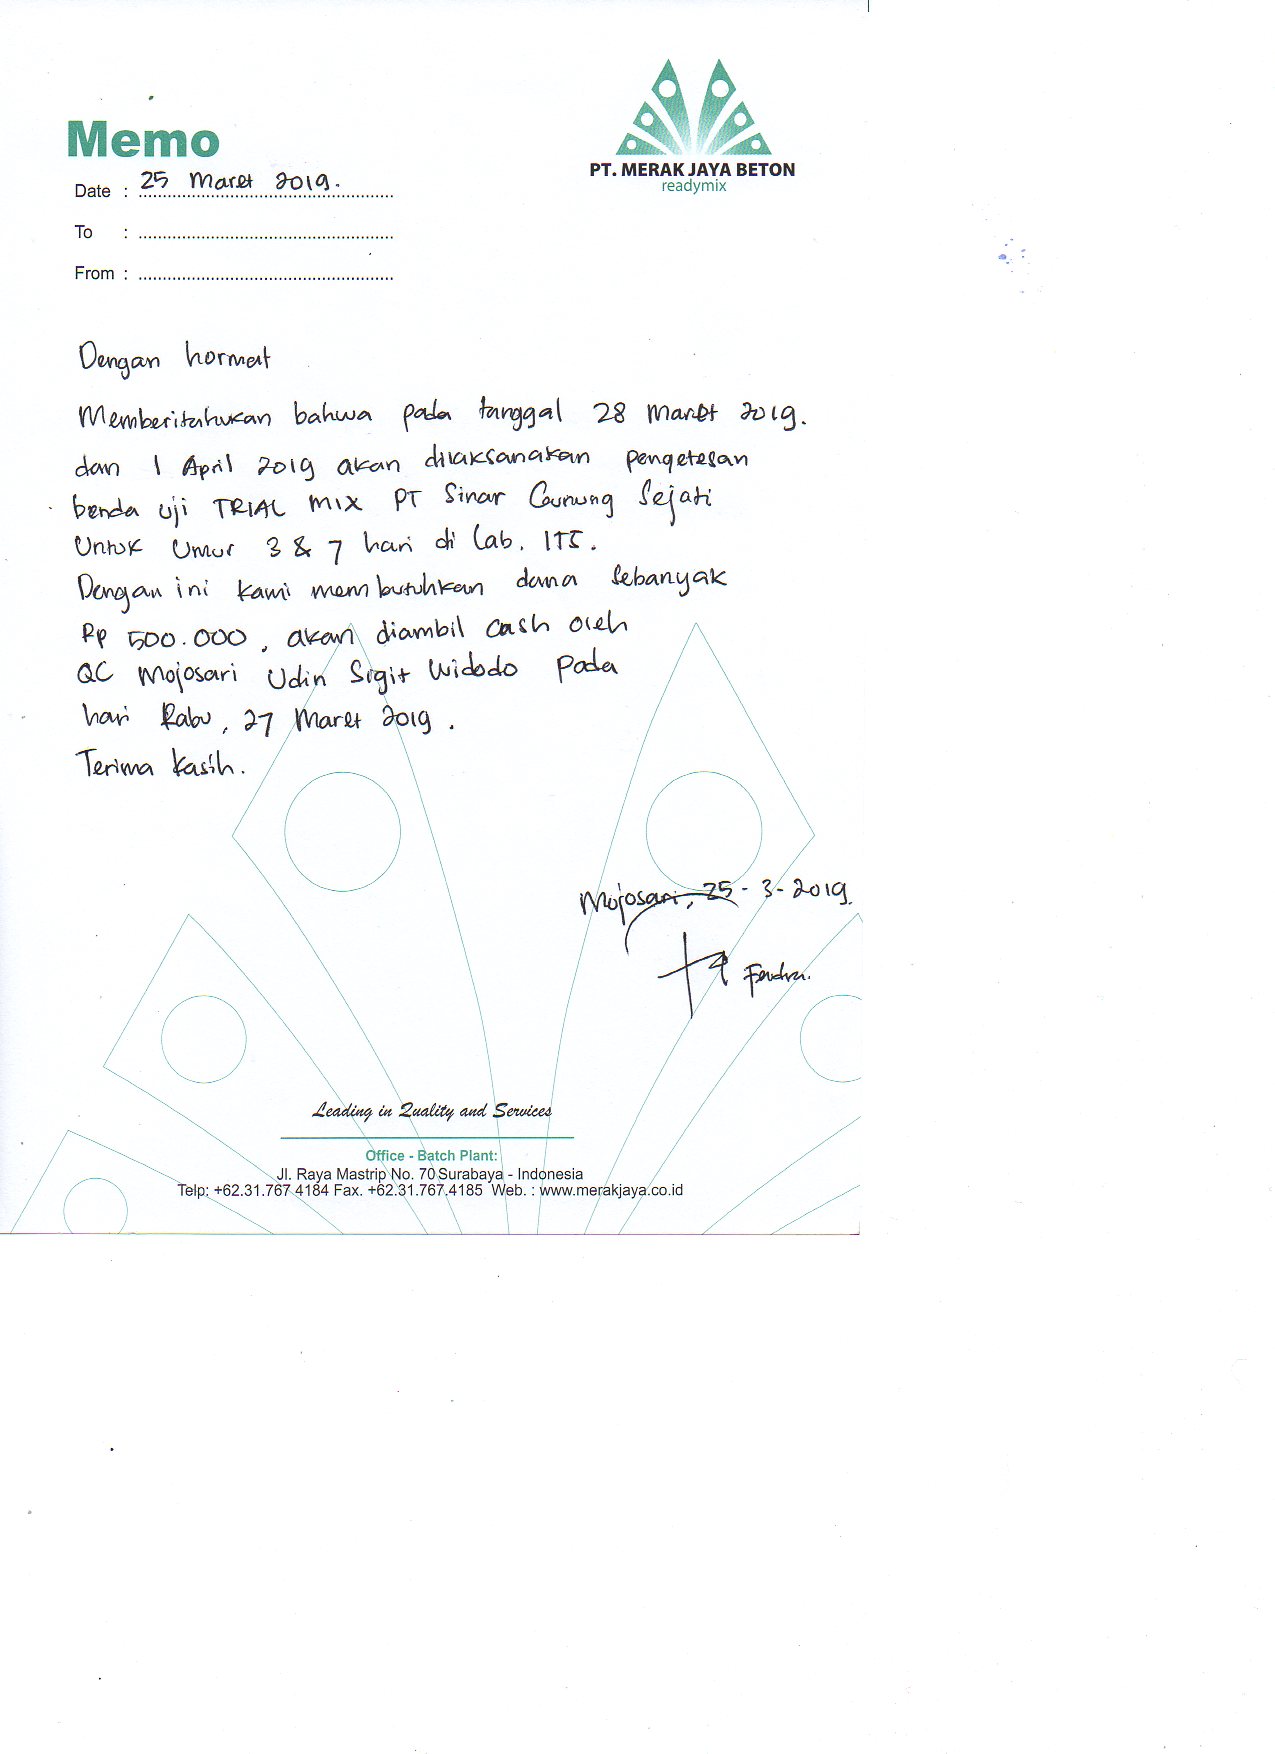 Memo
PT. MERAK JAYA BETON
readymix
Date : 25 Maret 2019.
To :
From :
Dengan hormat
Memberitahukan bahwa pada tanggal 28 Maret 2019.
dan 1 April 2019 akan dilaksanakan pengetesan
benda uji TRIAL MIX PT Sinar Gunung Sejati
Untuk Umur 3 & 7 hari di Lab. ITS.
Dengan ini kami membutuhkan dana sebanyak
Rp 500.000, akan diambil cash oleh
QC Mojosari Udin Sigit Widodo pada
hari Rabu, 27 Maret 2019.
Terima kasih.
Mojosari, 25-3-2019.
Fendra.
Leading in Quality and Services
Office - Batch Plant:
Jl. Raya Mastrip No. 70 Surabaya - Indonesia
Telp: +62.31.767 4184 Fax. +62.31.767.4185 Web. : www.merakjaya.co.id